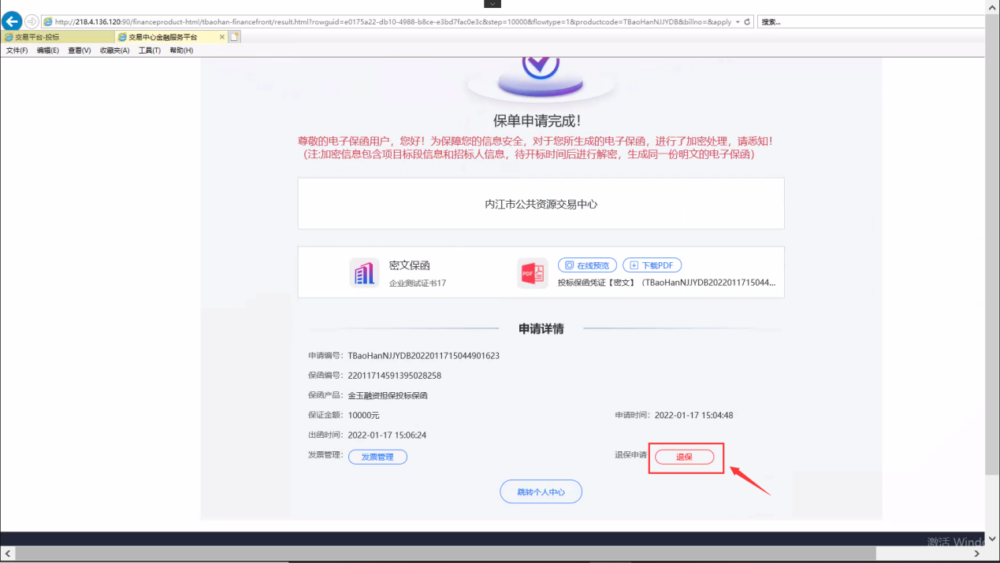 http://218.4.136.120:90/financeproduct-html/tbaohan-financefront/result.html?rowguid=e0175a22-db10-4988-b8ce-e3bd7fac0e3c&step=10000&flowtype=1&productcode=TBaoHanNJJYDB&billno=&apply
搜索...
交易平台-投标
交易中心金融服务平台
文件(F) 编辑(E) 查看(V) 收藏夹(A) 工具(T) 帮助(H)
保单申请完成！
尊敬的电子保函用户，您好！为保障您的信息安全，对于您所生成的电子保函，进行了加密处理，请悉知！
（注:加密信息包含项目标段信息和招标人信息，待开标时间后进行解密，生成同一份明文的电子保函）
内江市公共资源交易中心
密文保函
企业测试证书17
PDF
在线预览
下载PDF
投标保函凭证【密文】（TBaoHanNJJYDB2022011715044...
申请详情
申请编号：TBaoHanNJJYDB2022011715044901623
保函编号：22011714591395028258
保函产品：金玉融资担保投标保函
保证金额：10000元
申请时间：2022-01-17 15:04:48
出函时间：2022-01-17 15:06:24
发票管理：发票管理
退保申请
退保
跳转个人中心
激活 Windo